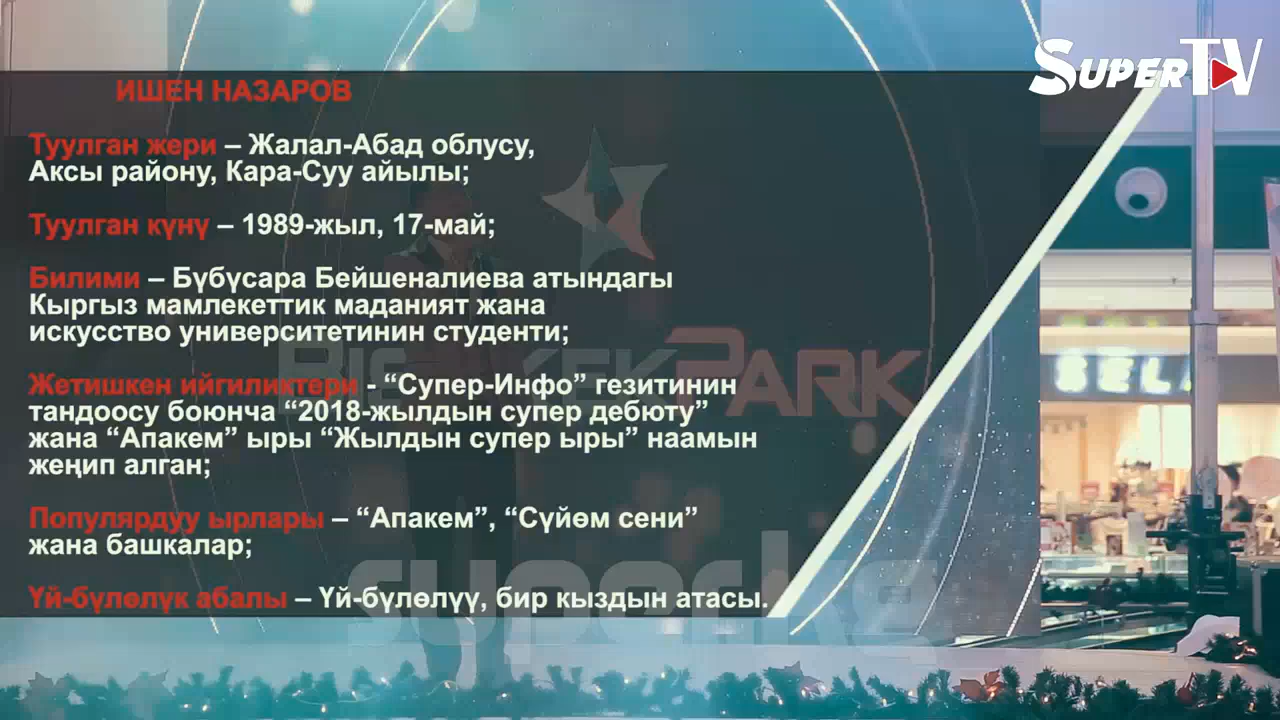 SUPERTV
ИШЕН НАЗАРОВ
Туулган жери – Жалал-Абад облусу,
Аксы району, Кара-Суу айылы;
Туулган күнү – 1989-жыл, 17-май;
Билими – Бүбүсара Бейшеналиева атындагы
Кыргыз мамлекеттик маданият жана
искусство университетинин студенти;
Жетишкен ийгиликтери - “Супер-Инфо” гезитинин
тандоосу боюнча “2018-жылдын супер дебюту”
жана “Апакем” ыры “Жылдын супер ыры” наамын
жеңип алган;
Популярдуу ырлары – “Апакем”, “Сүйөм сени”
жана башкалар;
Үй-бүлөлүк абалы – Үй-бүлөлүү, бир кыздын атасы.
BISHKEKPARK
super.kg